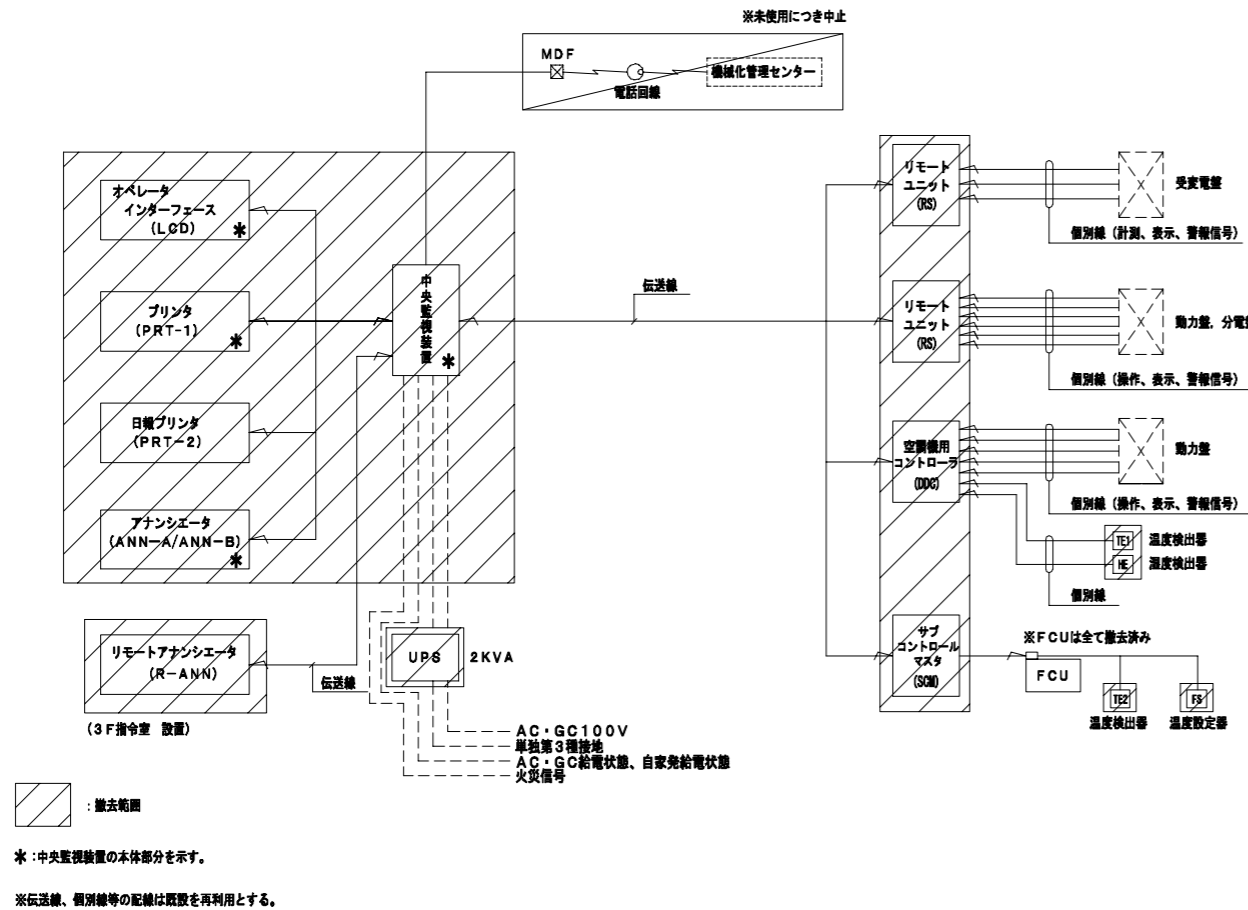 ※未使用につき中止
MDF
電話回線
機械化管理センター
オペレータ
インターフェース
(LCD)
*
プリンタ
(PRT-1)
*
日報プリンタ
(PRT-2)
アナンシエータ
(ANN-A/ANN-B)
*
中央監視装置
*
リモートアナンシエータ
(R-ANN)
(3F指令室 設置)
伝送線
UPS
2KVA
AC・GC100V
単独第3種接地
AC・GC給電状態、自家発給電状態
火災信号
伝送線
リモート
ユニット
(RS)
受変電盤
個別線(計測、表示、警報信号)
リモート
ユニット
(RS)
動力盤,分電
個別線(操作、表示、警報信号)
空調機用
コントローラ
(DDC)
動力盤
個別線(操作、表示、警報信号)
TE1
温度検出器
HE
湿度検出器
個別線
サブ
コントロール
マスタ
(SCM)
※FCUは全て撤去済み
FCU
TE2
温度検出器
FS
温度設定器
:撤去範囲
*:中央監視装置の本体部分を示す。
※伝送線、個別線等の配線は既設を再利用とする。